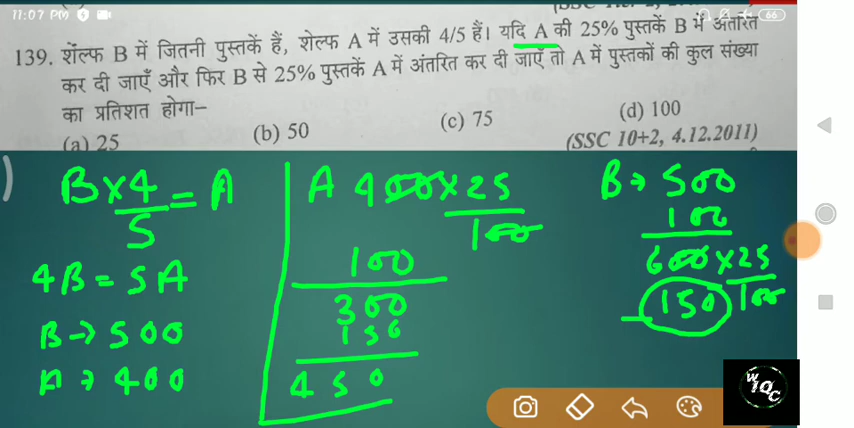 11:07 PM
66
139. शेल्फ B में जितनी पुस्तकें हैं, शेल्फ A में उसकी 4/5 हैं। यदि A की 25% पुस्तकें B में अंतरित
कर दी जाएँ और फिर B से 25% पुस्तकें A में अंतरित कर दी जाएँ तो A में पुस्तकों की कुल संख्या
का प्रतिशत होगा–
(a) 25 (b) 50 (c) 75 (d) 100
(SSC 10+2, 4.12.2011)
B × 4/5 = A
4B = 5A
B → 500
A → 400
A 400 × 25/100
100
300
150
450
B → 500
100
600 × 25/100
150
WQC